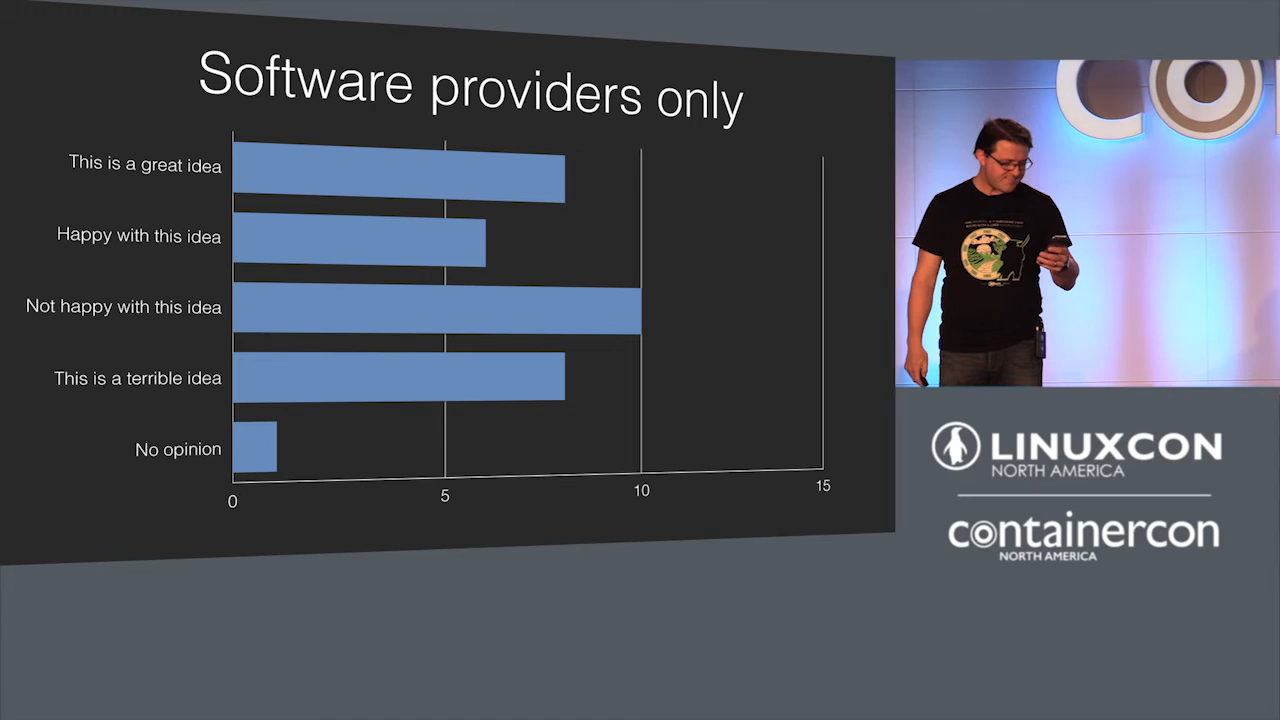 Software providers only
This is a great idea
Happy with this idea
Not happy with this idea
This is a terrible idea
No opinion
0
5
10
15
LINUXCON
NORTH AMERICA
containercon
NORTH AMERICA